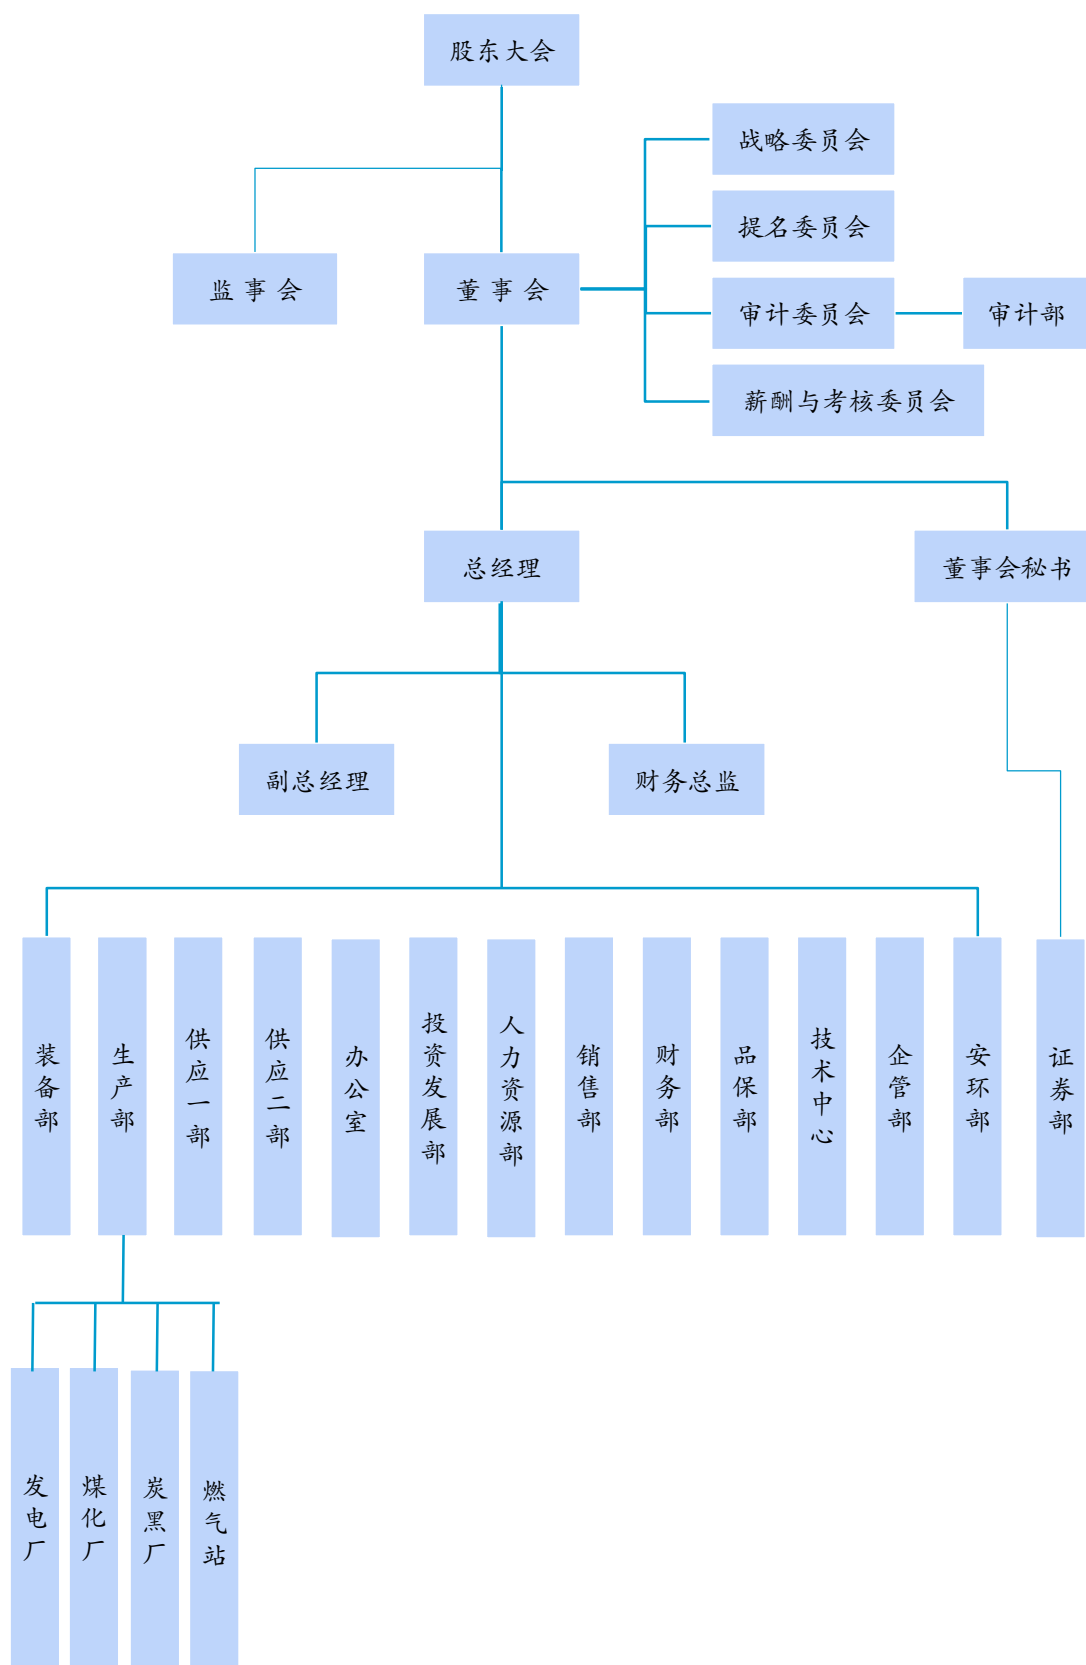 股东大会
战略委员会
提名委员会
监事会
董事会
审计委员会
审计部
薪酬与考核委员会
总经理
董事会秘书
副总经理
财务总监
装备部
生产部
供应一部
供应二部
办公室
投资发展部
人力资源部
销售部
财务部
品保部
技术中心
企管部
安环部
证券部
发电厂
煤化厂
炭黑厂
燃气站